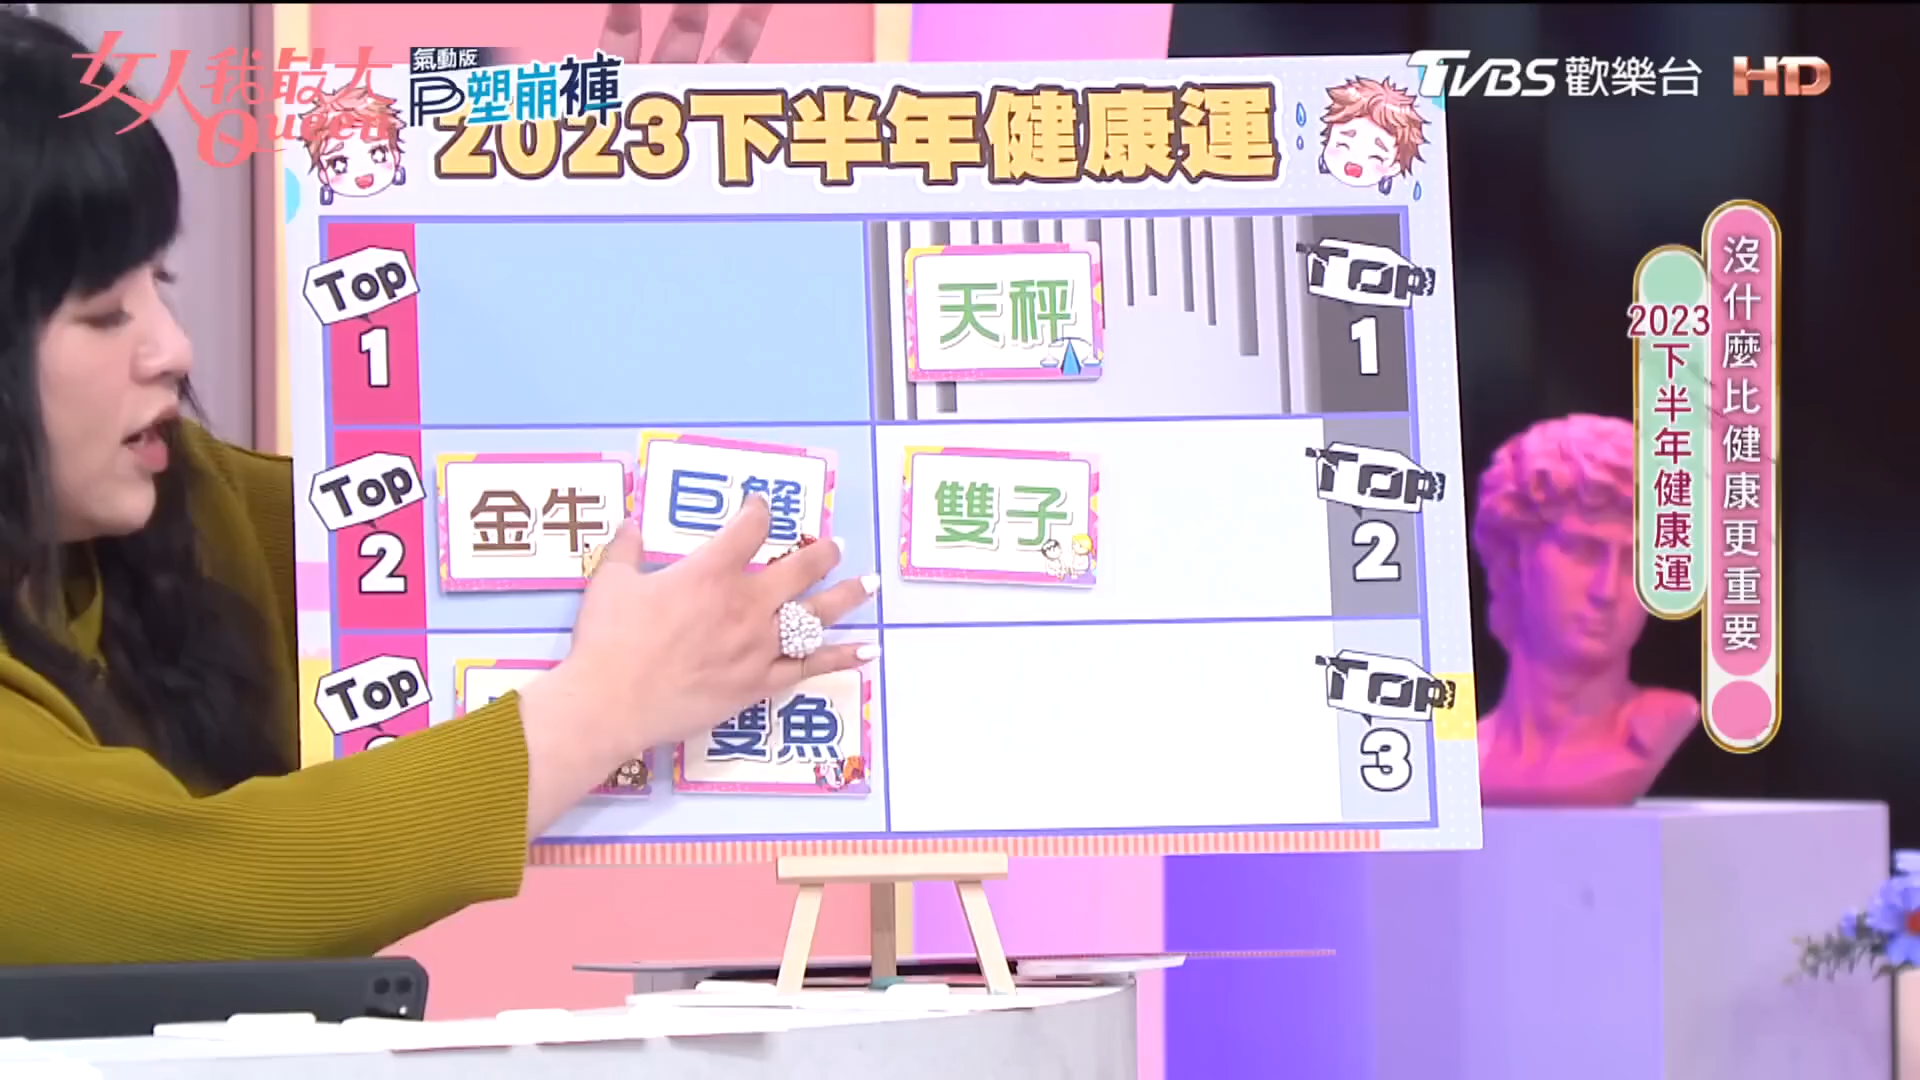 女人我最大
Queen
氣動版
P塑崩褲
TVBS歡樂台 HD
2023下半年健康運
Top
1
天秤
TOP
1
Top
2
金牛
巨蟹
雙子
TOP
2
Top
雙魚
TOP
3
沒什麼比健康更重要
2023下半年健康運